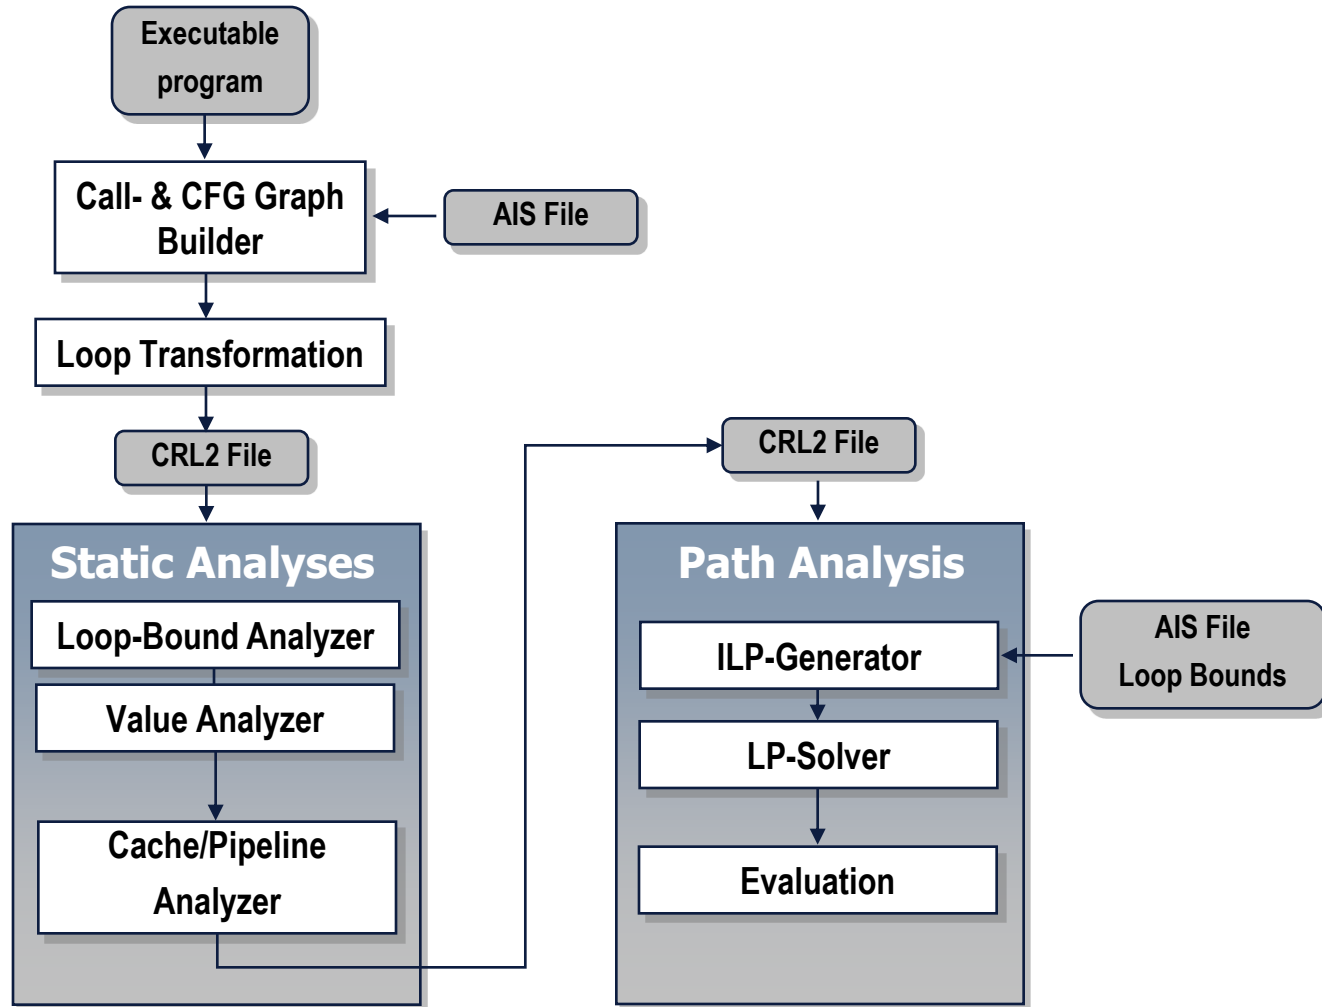 Executable
program
Call- & CFG Graph
Builder
AIS File
Loop Transformation
CRL2 File
Static Analyses
Loop-Bound Analyzer
Value Analyzer
Cache/Pipeline
Analyzer
CRL2 File
Path Analysis
ILP-Generator
AIS File
Loop Bounds
LP-Solver
Evaluation